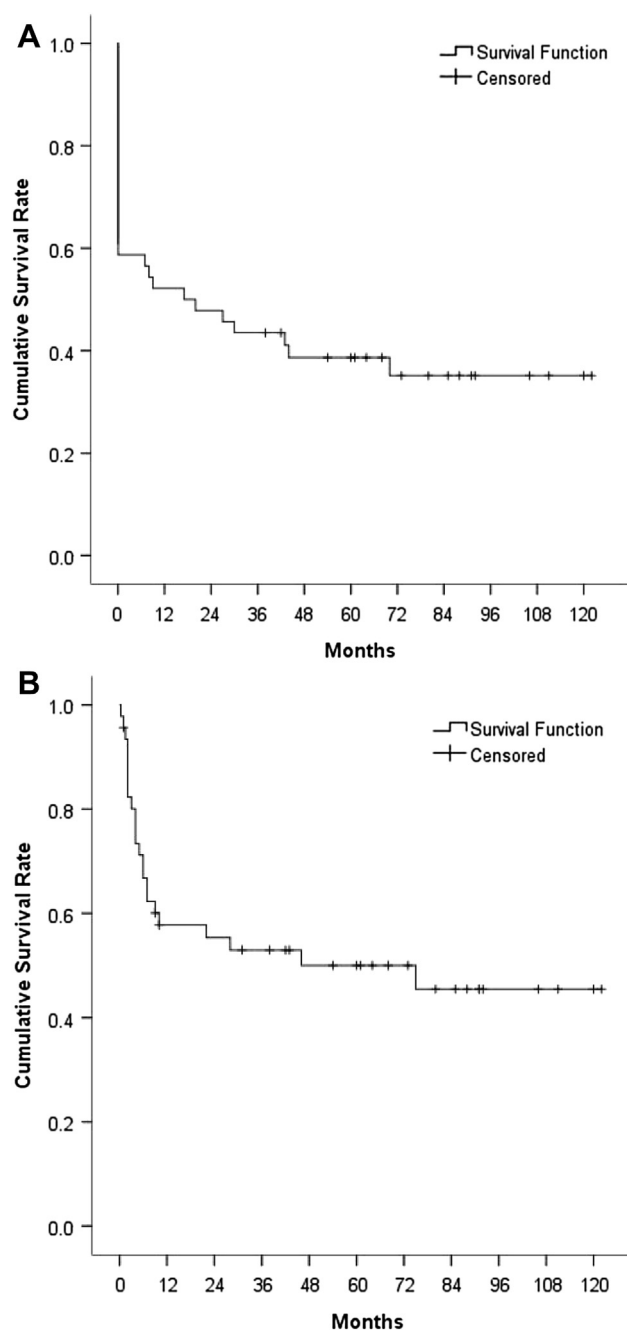 A
1.0
Survival Function
Censored
0.8
0.6
0.4
0.2
0.0
Cumulative Survival Rate
0 12 24 36 48 60 72 84 96 108 120
Months
B
1.0
Survival Function
Censored
0.8
0.6
0.4
0.2
0.0
Cumulative Survival Rate
0 12 24 36 48 60 72 84 96 108 120
Months